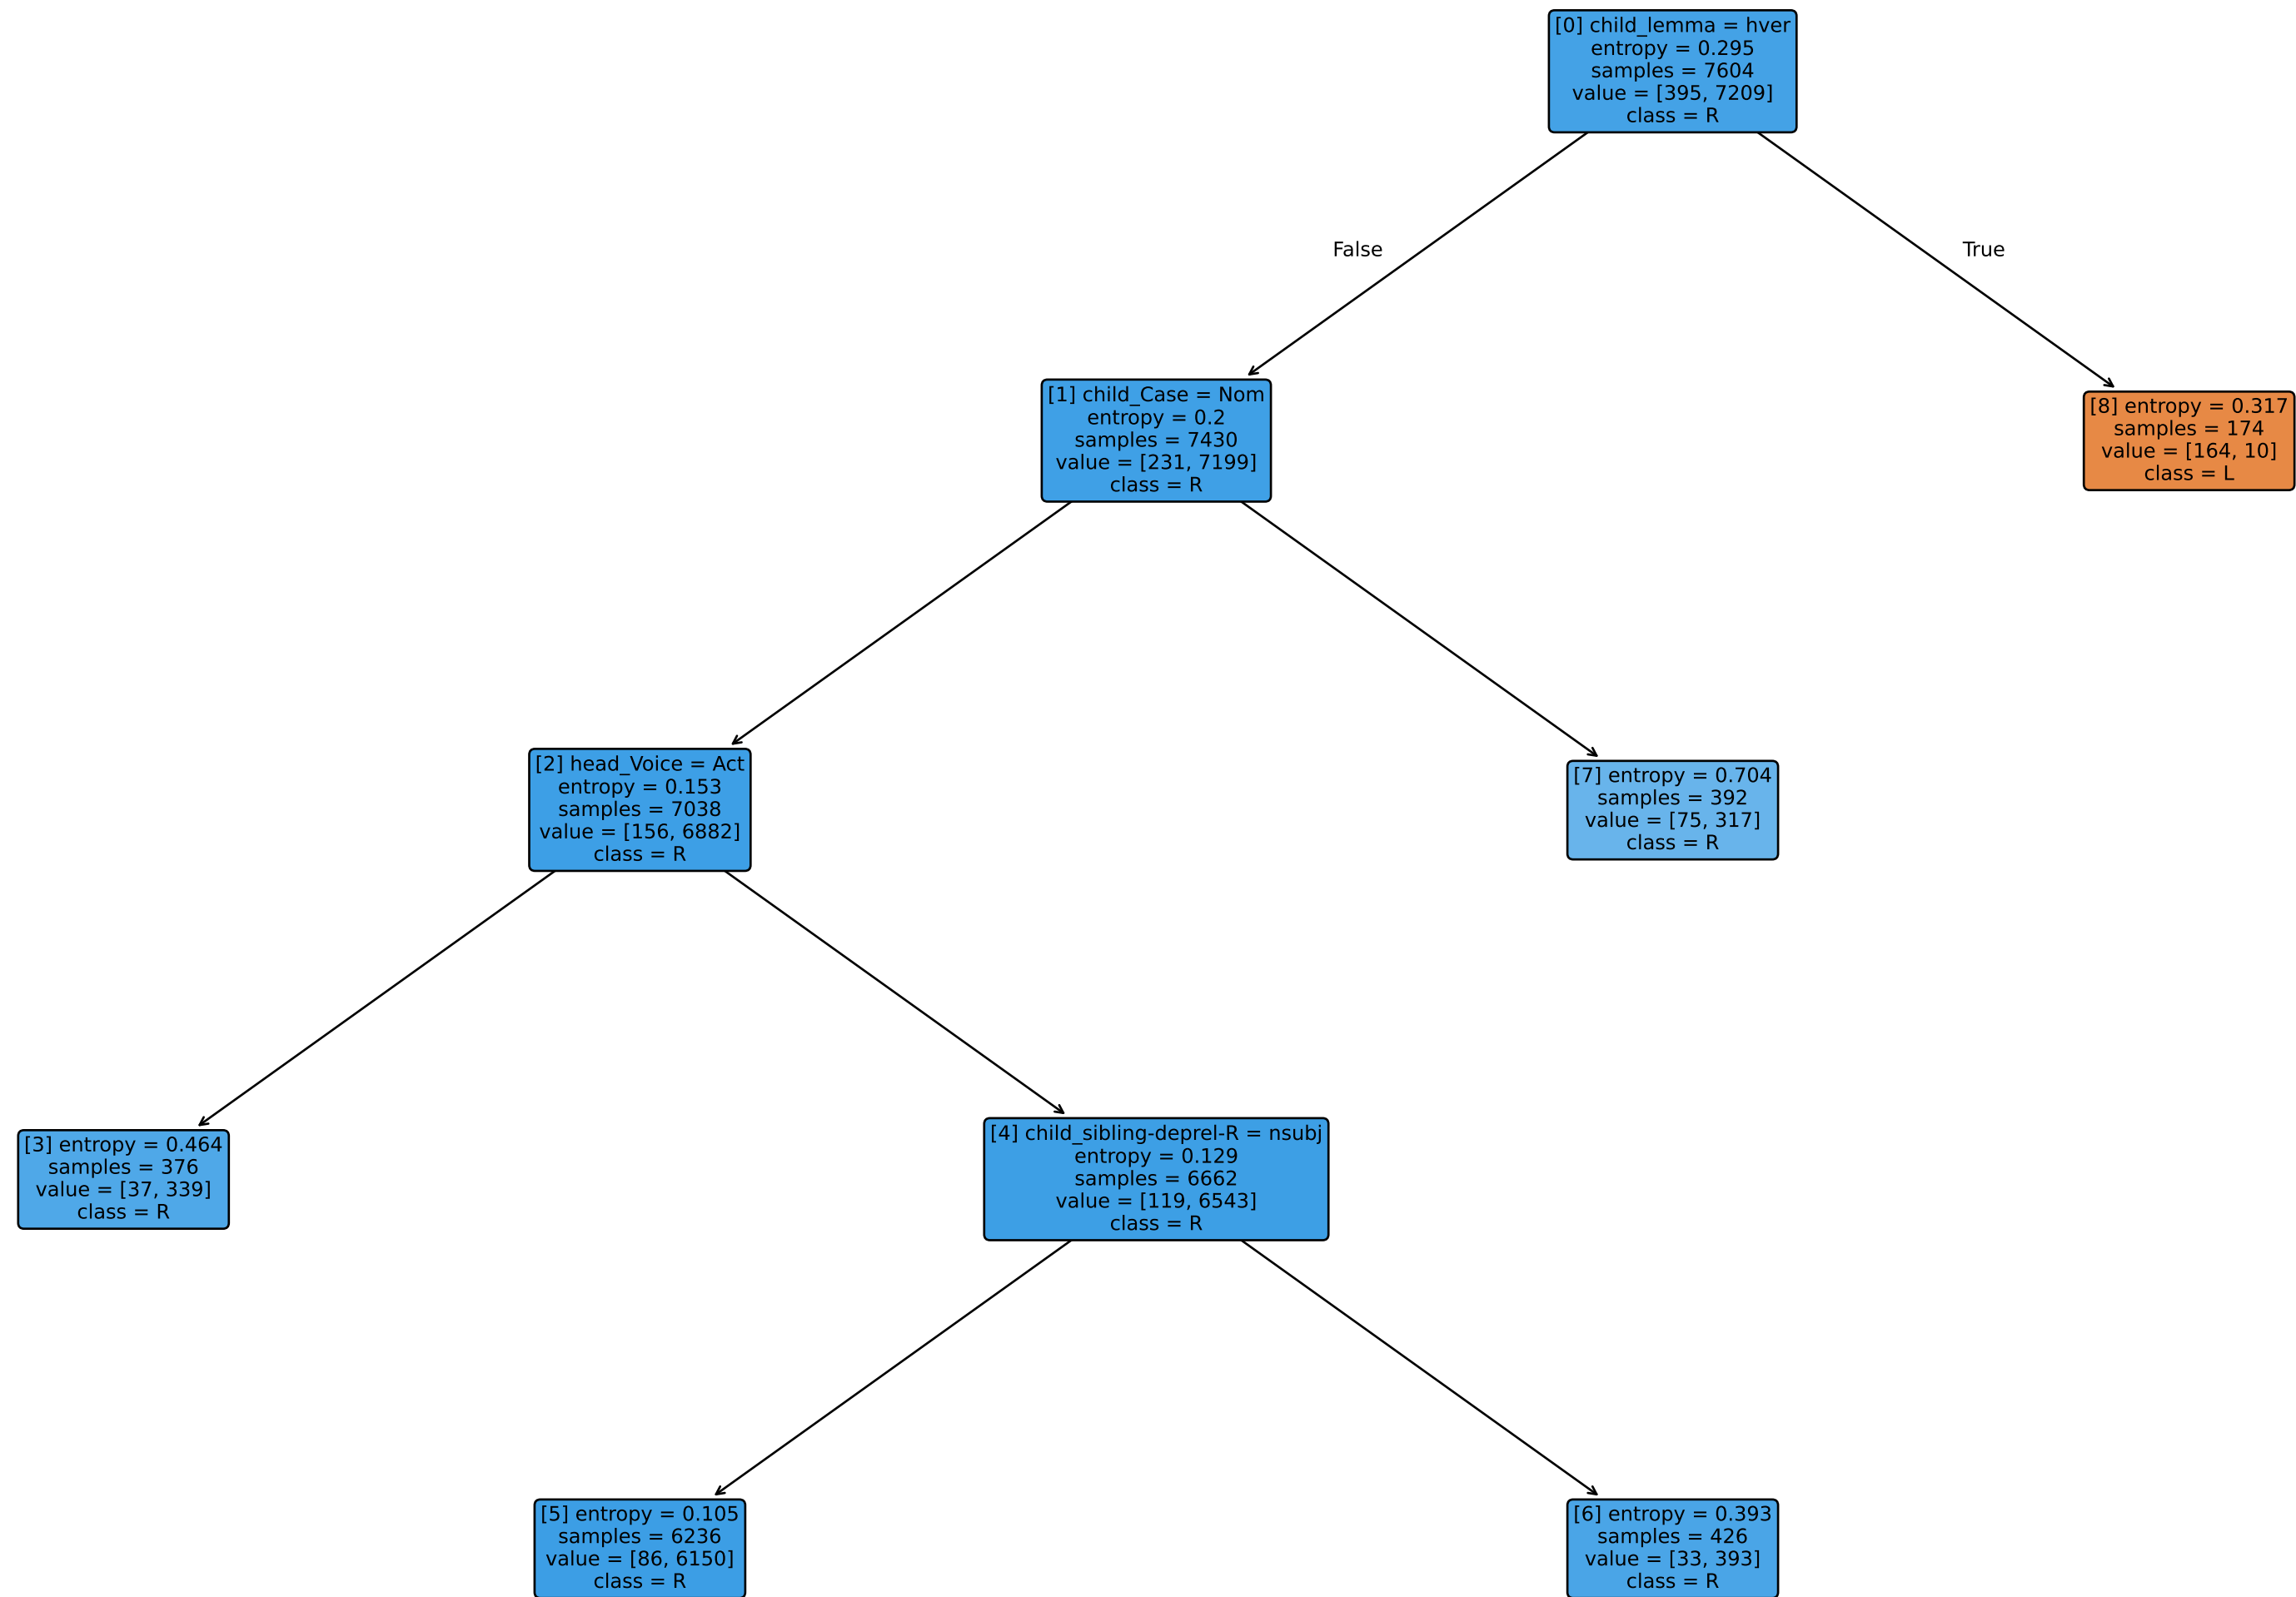 [0] child_lemma = hver
entropy = 0.295
samples = 7604
value = [395, 7209]
class = R
False
True
[1] child_Case = Nom
entropy = 0.2
samples = 7430
value = [231, 7199]
class = R
[8] entropy = 0.317
samples = 174
value = [164, 10]
class = L
[2] head_Voice = Act
entropy = 0.153
samples = 7038
value = [156, 6882]
class = R
[7] entropy = 0.704
samples = 392
value = [75, 317]
class = R
[3] entropy = 0.464
samples = 376
value = [37, 339]
class = R
[4] child_sibling-deprel-R = nsubj
entropy = 0.129
samples = 6662
value = [119, 6543]
class = R
[5] entropy = 0.105
samples = 6236
value = [86, 6150]
class = R
[6] entropy = 0.393
samples = 426
value = [33, 393]
class = R